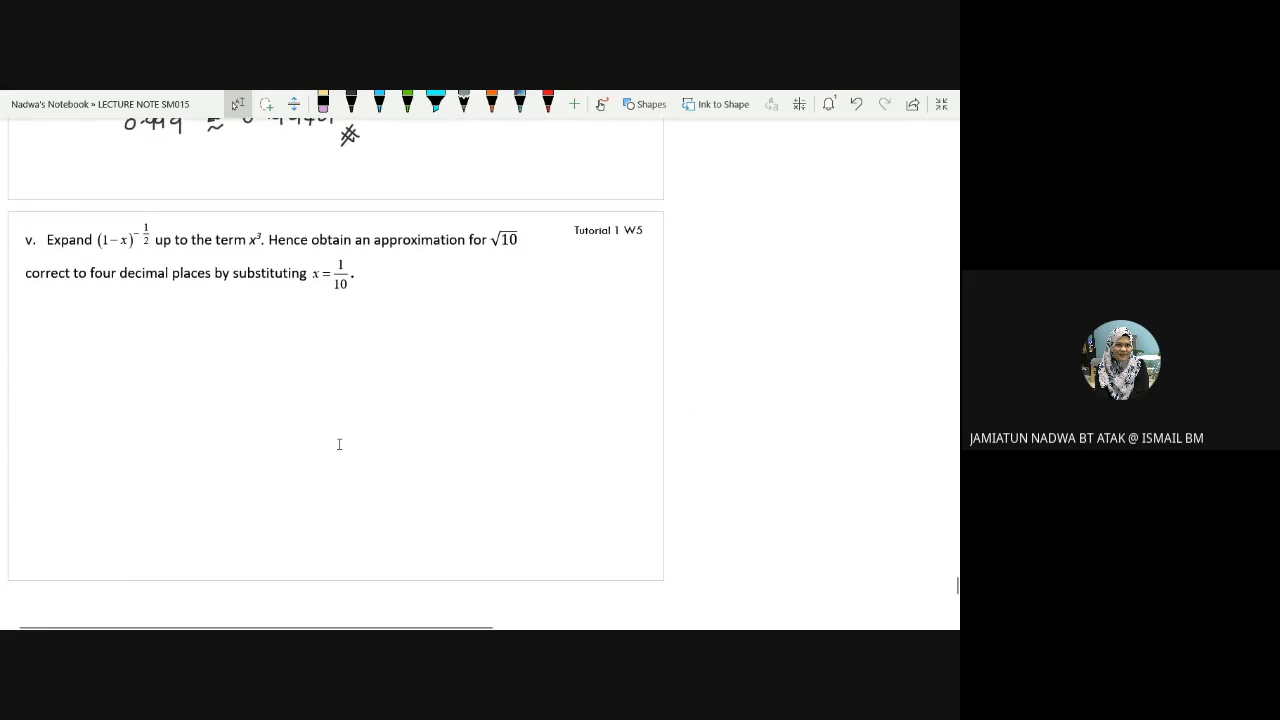 Nadwa's Notebook » LECTURE NOTE SM015
Shapes
Ink to Shape
Tutorial 1 W5
v. Expand (1-x)^{-1/2} up to the term x³. Hence obtain an approximation for √10
correct to four decimal places by substituting x = 1/10.
JAMIATUN NADWA BT ATAK @ ISMAIL BM